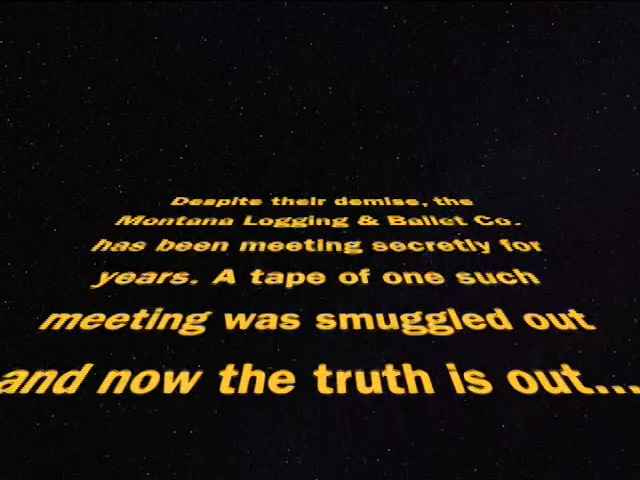 Despite their demise, the
Montana Logging & Ballet Co.
has been meeting secretly for
years. A tape of one such
meeting was smuggled out
and now the truth is out...